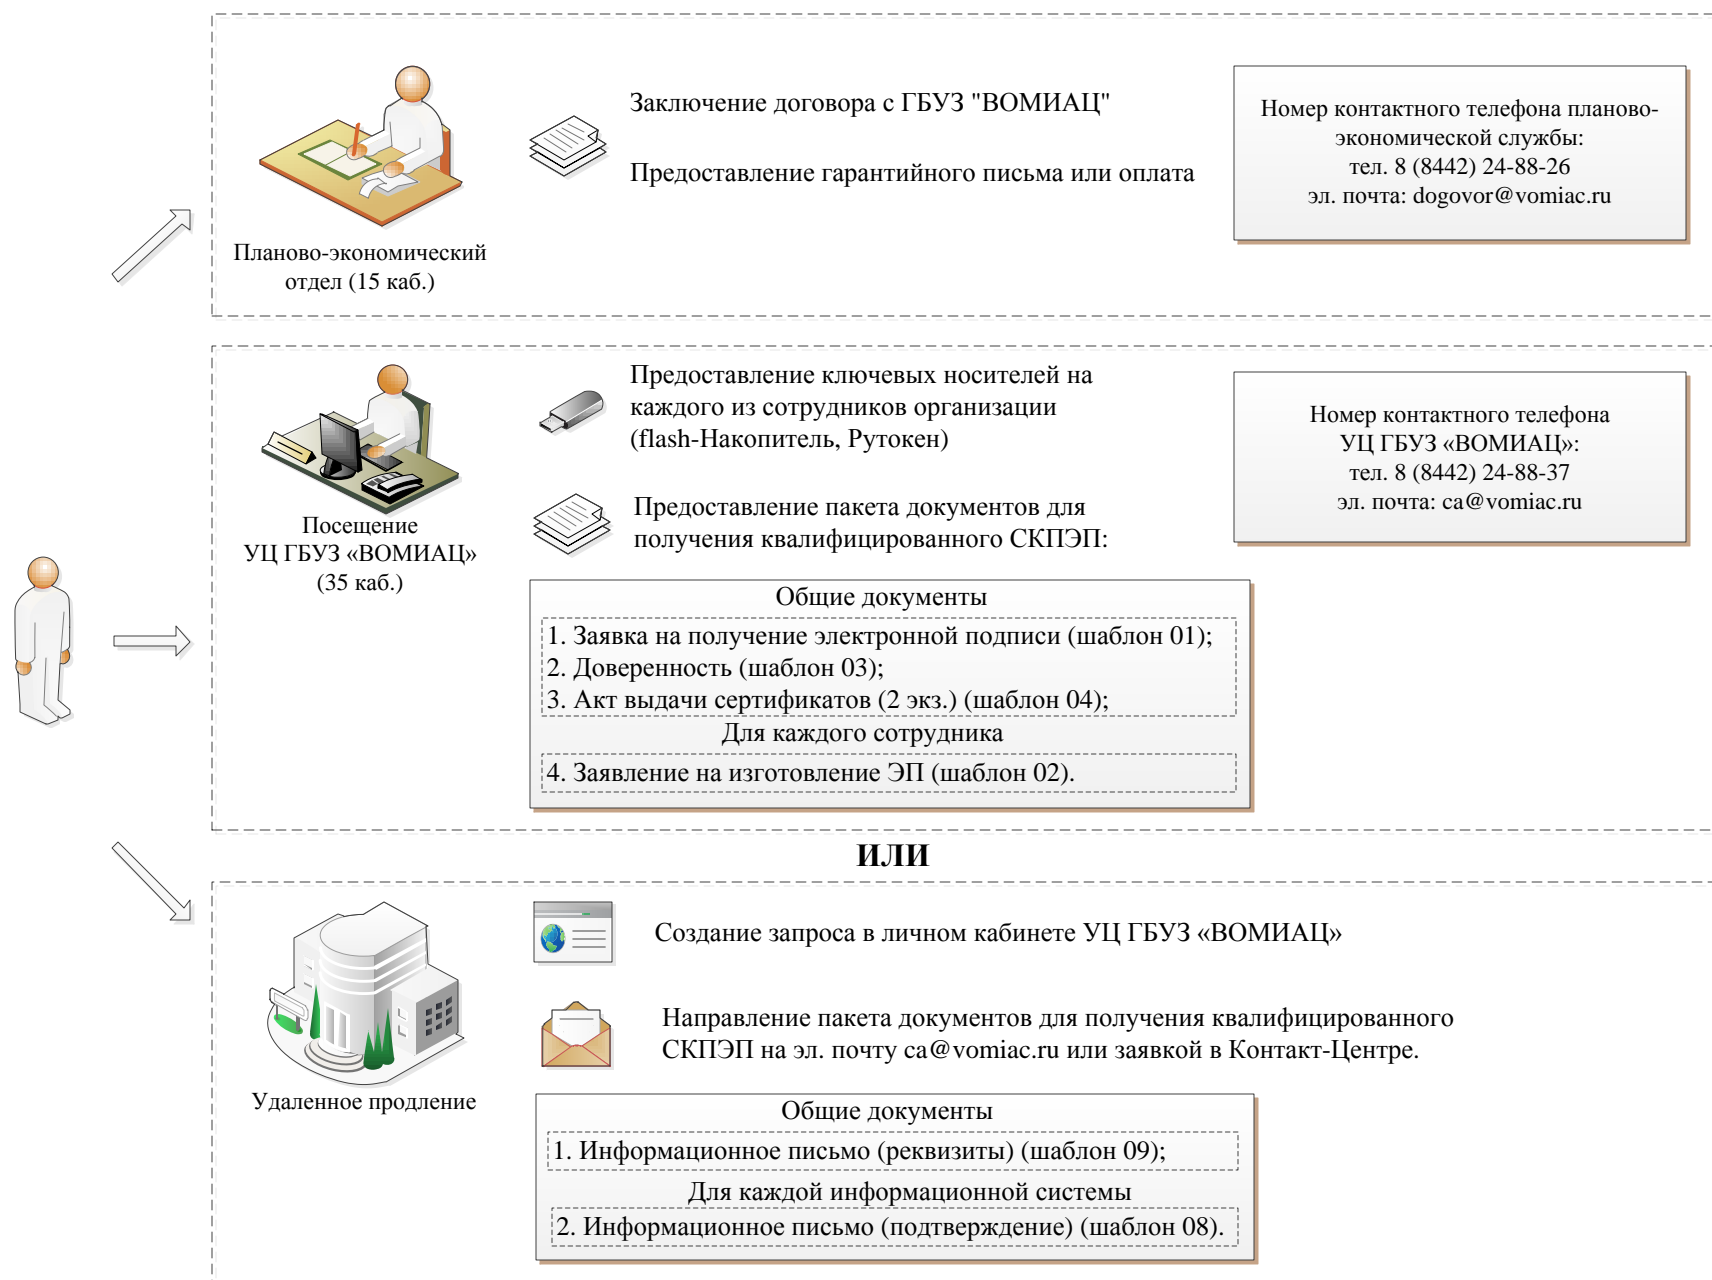 Заключение договора с ГБУЗ "ВОМИАЦ"
Предоставление гарантийного письма или оплата
Планово-экономический
отдел (15 каб.)
Номер контактного телефона планово-
экономической службы:
тел. 8 (8442) 24-88-26
эл. почта: dogovor@vomiac.ru
Посещение
УЦ ГБУЗ «ВОМИАЦ»
(35 каб.)
Предоставление ключевых носителей на
каждого из сотрудников организации
(flash-Накопитель, Рутокен)
Предоставление пакета документов для
получения квалифицированного СКПЭП:
Номер контактного телефона
УЦ ГБУЗ «ВОМИАЦ»:
тел. 8 (8442) 24-88-37
эл. почта: ca@vomiac.ru
Общие документы
1. Заявка на получение электронной подписи (шаблон 01);
2. Доверенность (шаблон 03);
3. Акт выдачи сертификатов (2 экз.) (шаблон 04);
Для каждого сотрудника
4. Заявление на изготовление ЭП (шаблон 02).
ИЛИ
Удаленное продление
Создание запроса в личном кабинете УЦ ГБУЗ «ВОМИАЦ»
Направление пакета документов для получения квалифицированного
СКПЭП на эл. почту ca@vomiac.ru или заявкой в Контакт-Центре.
Общие документы
1. Информационное письмо (реквизиты) (шаблон 09);
Для каждой информационной системы
2. Информационное письмо (подтверждение) (шаблон 08).